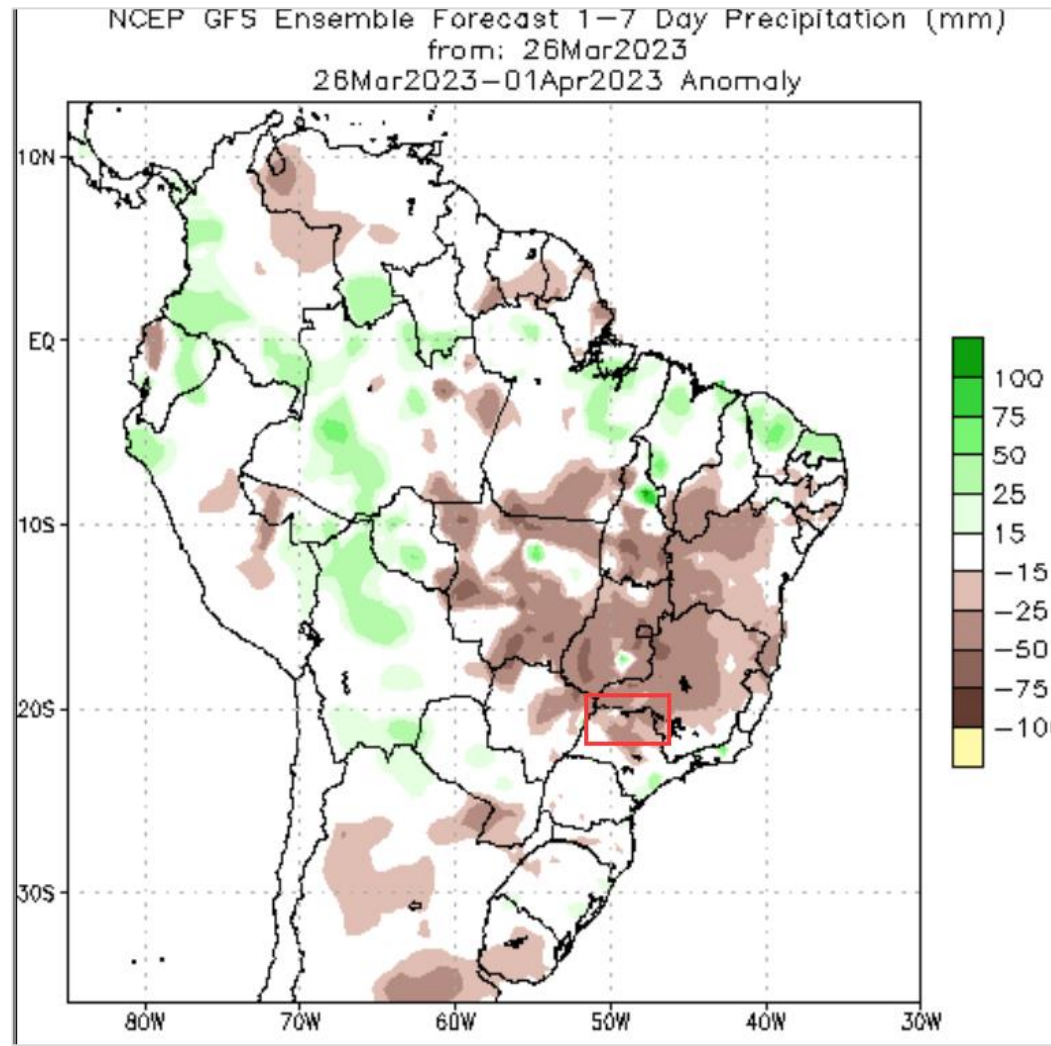 NCEP GFS Ensemble Forecast 1-7 Day Precipitation (mm)
from: 26Mar2023
26Mar2023-01Apr2023 Anomaly
10N
EQ
10S
20S
30S
80W
70W
60W
50W
40W
30W
100
75
50
25
15
-15
-25
-50
-75